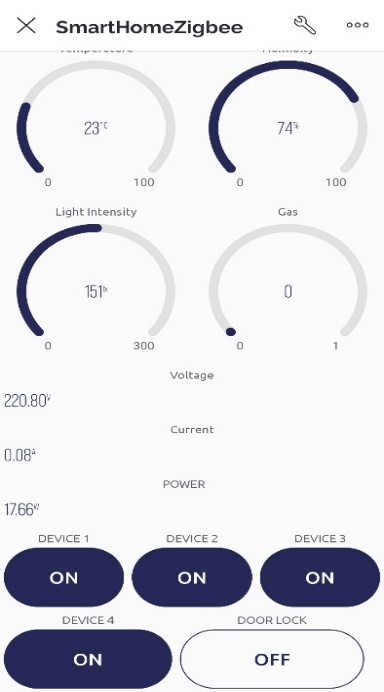 SmartHomeZigbee
Temperature Humidity
23°C 74%
0 100 0 100
Light Intensity Gas
151lx 0
0 300 0 1
Voltage
220.80V
Current
0.08A
POWER
17.66W
DEVICE 1 DEVICE 2 DEVICE 3
ON ON ON
DEVICE 4 DOOR LOCK
ON OFF